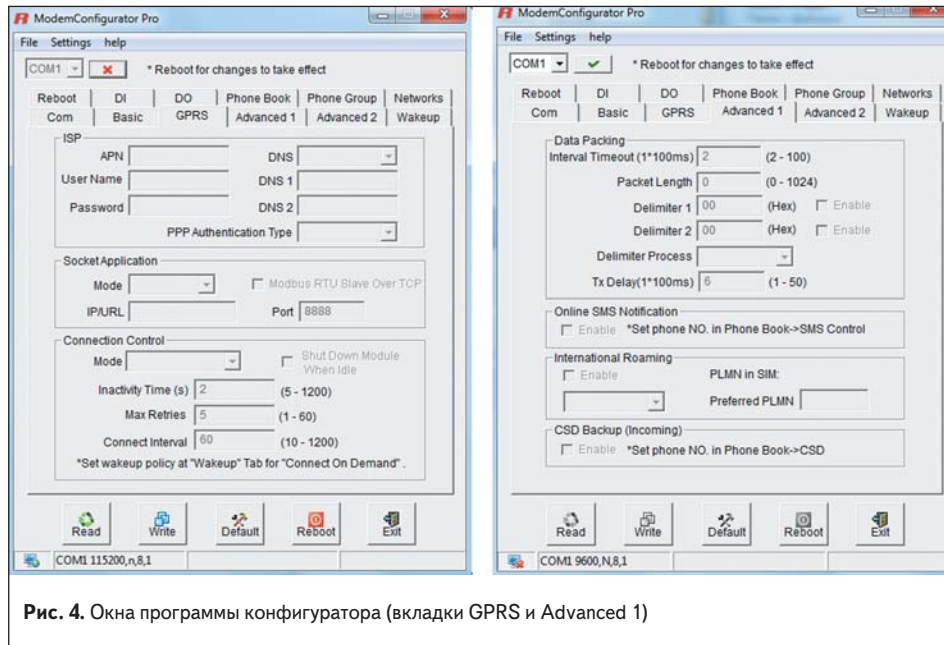 ModemConfigurator Pro
File Settings help
COM1 * Reboot for changes to take effect
Reboot DI DO Phone Book Phone Group Networks
Com Basic GPRS Advanced 1 Advanced 2 Wakeup
ISP
APN DNS
User Name DNS 1
Password DNS 2
PPP Authentication Type
Socket Application
Mode Modbus RTU Slave Over TCP
IP/URL Port 8888
Connection Control
Mode Shut Down Module
When Idle
Inactivity Time (s) 2 (5 - 1200)
Max Retries 5 (1 - 60)
Connect Interval 60 (10 - 1200)
*Set wakeup policy at "Wakeup" Tab for "Connect On Demand" .
Read Write Default Reboot Exit
COM1 115200,n,8,1
ModemConfigurator Pro
File Settings help
COM1 * Reboot for changes to take effect
Reboot DI DO Phone Book Phone Group Networks
Com Basic GPRS Advanced 1 Advanced 2 Wakeup
Data Packing
Interval Timeout (1*100ms) 2 (2 - 100)
Packet Length 0 (0 - 1024)
Delimiter 1 00 (Hex) Enable
Delimiter 2 00 (Hex) Enable
Delimiter Process
Tx Delay(1*100ms) 6 (1 - 50)
Online SMS Notification
Enable *Set phone NO. in Phone Book->SMS Control
International Roaming
Enable PLMN in SIM:
Preferred PLMN
CSD Backup (Incoming)
Enable *Set phone NO. in Phone Book->CSD
Read Write Default Reboot Exit
COM1 9600,N,8,1
Рис. 4. Окна программы конфигуратора (вкладки GPRS и Advanced 1)